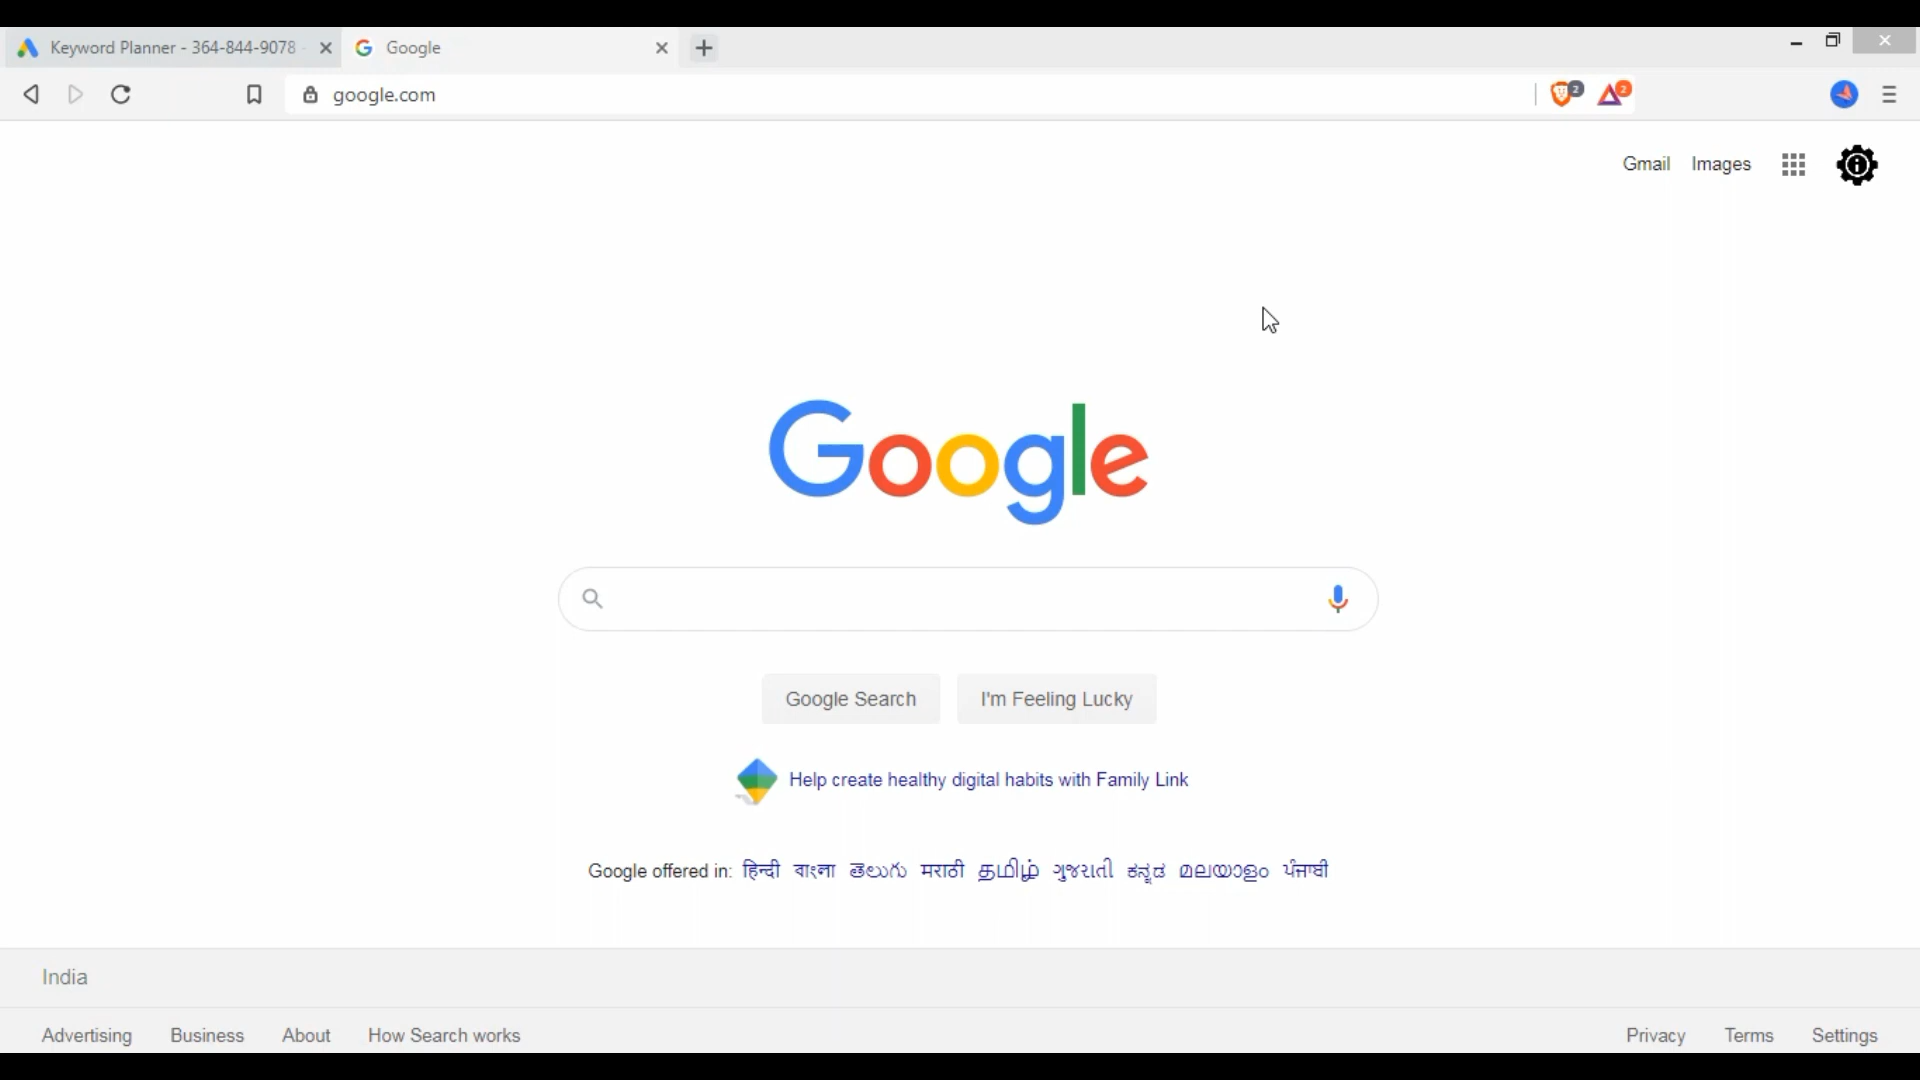 Keyword Planner - 364-844-9078 -
Google
google.com
2
2
Gmail Images
Google
Google Search
I'm Feeling Lucky
Help create healthy digital habits with Family Link
Google offered in: हिन्दी বাংলা తెలుగు मराठी தமிழ் ગુજરાતી ಕನ್ನಡ മലയാളം ਪੰਜਾਬੀ
India
Advertising Business About How Search works Privacy Terms Settings